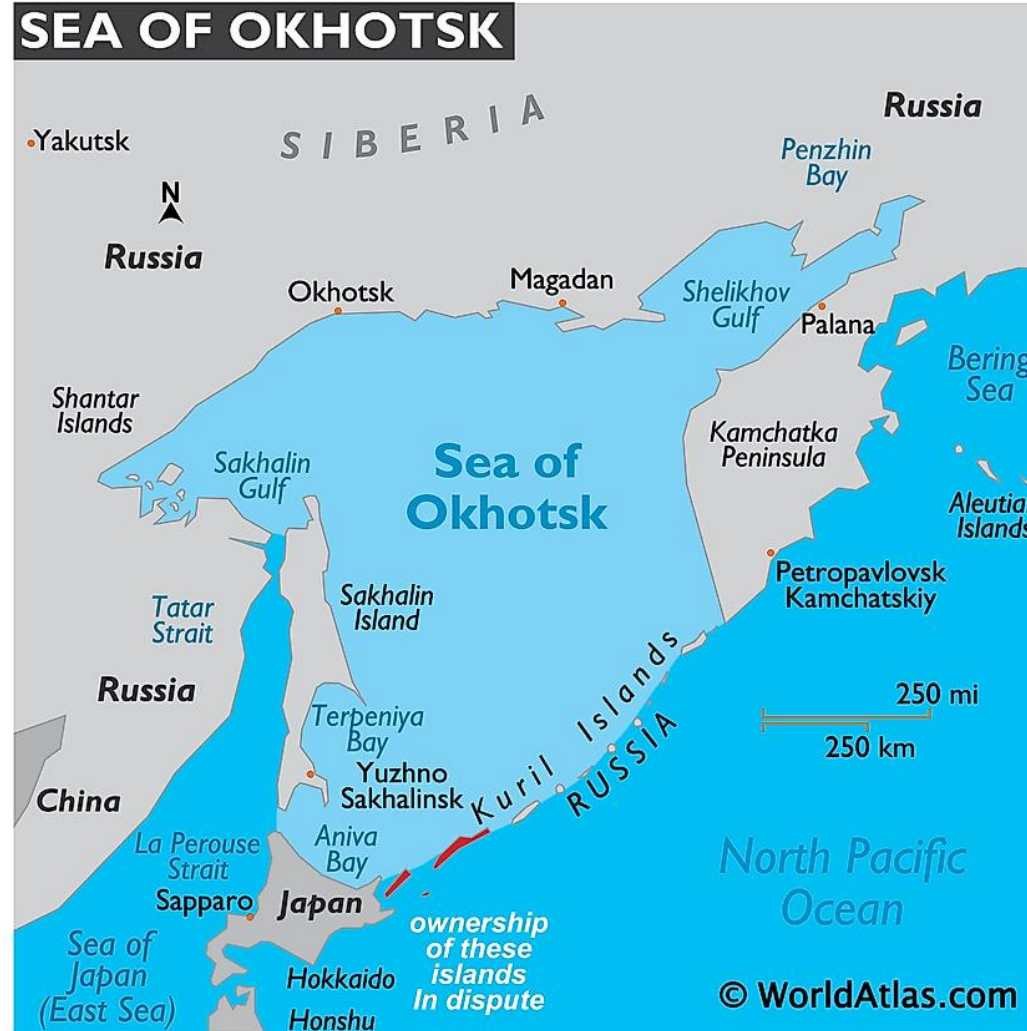 SEA OF OKHOTSK
Russia
SIBERIA
Yakutsk
Penzhin
Bay
N
Russia
Okhotsk
Magadan
Shelikhov
Gulf
Palana
Bering
Sea
Shantar
Islands
Kamchatka
Peninsula
Sakhalin
Gulf
Sea of
Okhotsk
Aleutia
Islands
Petropavlovsk
Kamchatskiy
Sakhalin
Island
Tatar
Strait
Russia
Kuril Islands
RUSSIA
250 mi
250 km
Terpeniya
Bay
Yuzhno
Sakhalinsk
China
Aniva
Bay
La Perouse
Strait
Sapparo
Japan
North Pacific
Ocean
ownership
of these
islands
In dispute
Sea of
Japan
(East Sea)
Hokkaido
Honshu
© WorldAtlas.com